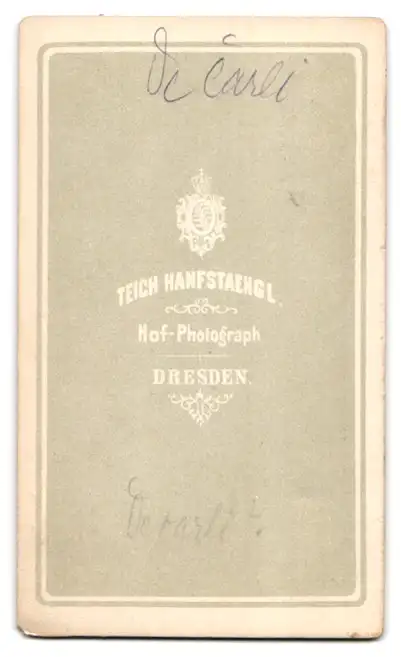 De Carli
TEICH HANFSTAENGL.
Hof-Photograph
DRESDEN.